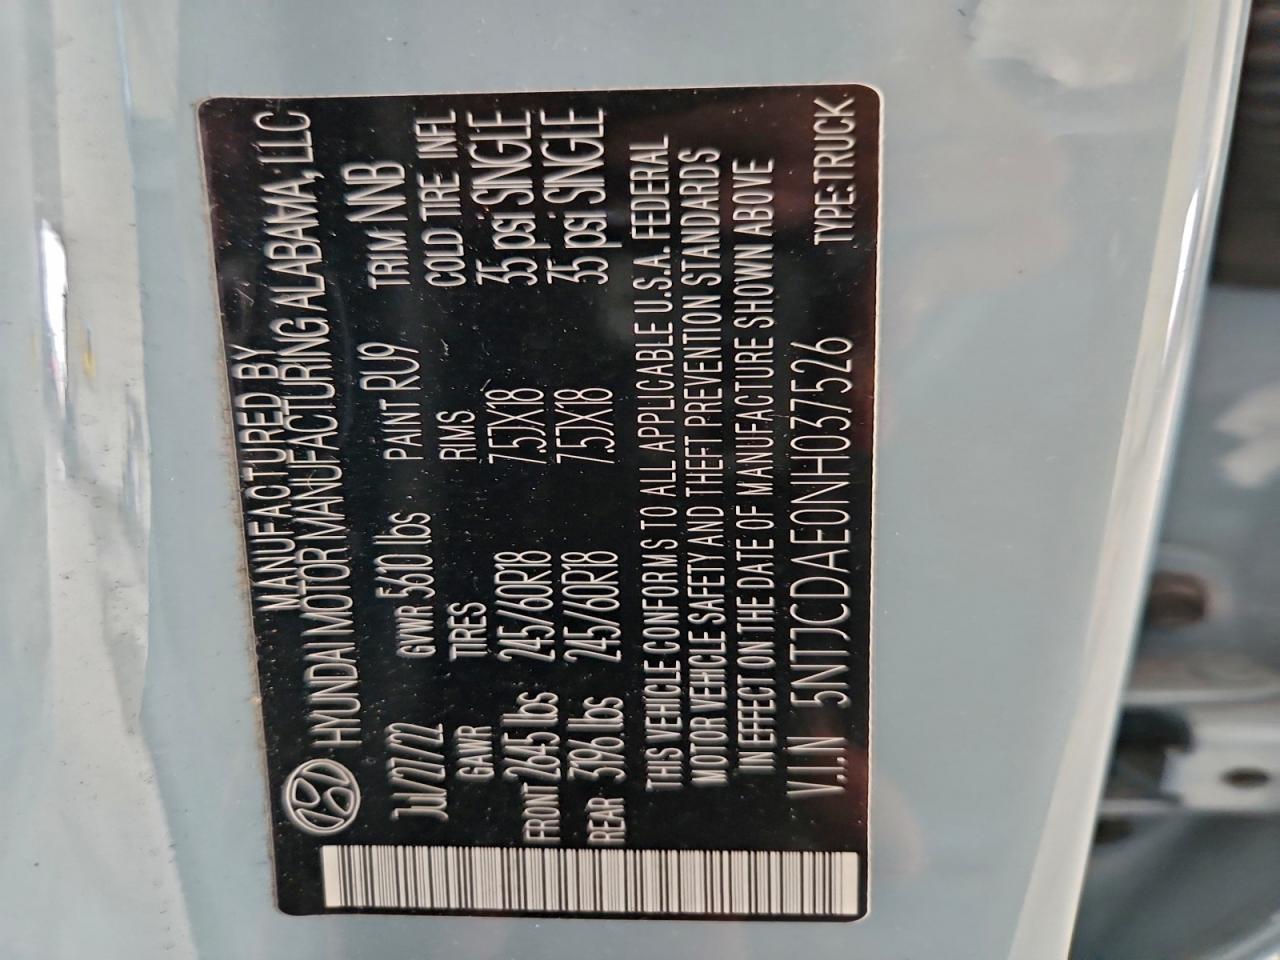 MANUFACTURED BY
HYUNDAI MOTOR MANUFACTURING ALABAMA, LLC
Jul/27/22 GVWR 5610 lbs PAINT RU9 TRIM NNB
GAWR TIRES RIMS COLD TIRE INFL
FRONT 2645 lbs 245/60R18 7.5JX18 35 psi SINGLE
REAR 3196 lbs 245/60R18 7.5JX18 35 psi SINGLE
THIS VEHICLE CONFORMS TO ALL APPLICABLE U.S.A. FEDERAL
MOTOR VEHICLE SAFETY AND THEFT PREVENTION STANDARDS
IN EFFECT ON THE DATE OF MANUFACTURE SHOWN ABOVE
V.I.N 5NTJCDAE0NH037526 TYPE:TRUCK